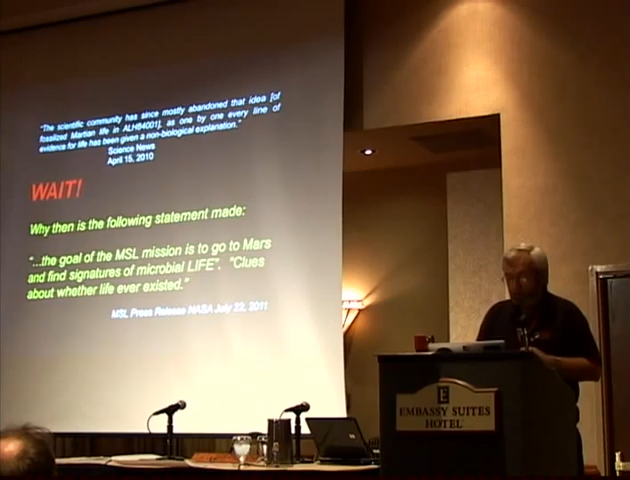 "The scientific community has since mostly abandoned that idea [of
fossilized Martian life in ALH84001], as one by one every line of
evidence for life has been given a non-biological explanation."
Science News
April 15, 2010
WAIT!
Why then is the following statement made:
"...the goal of the MSL mission is to go to Mars
and find signatures of microbial LIFE". "Clues
about whether life ever existed."
MSL Press Release NASA July 22, 2011
E
EMBASSY SUITES
HOTEL